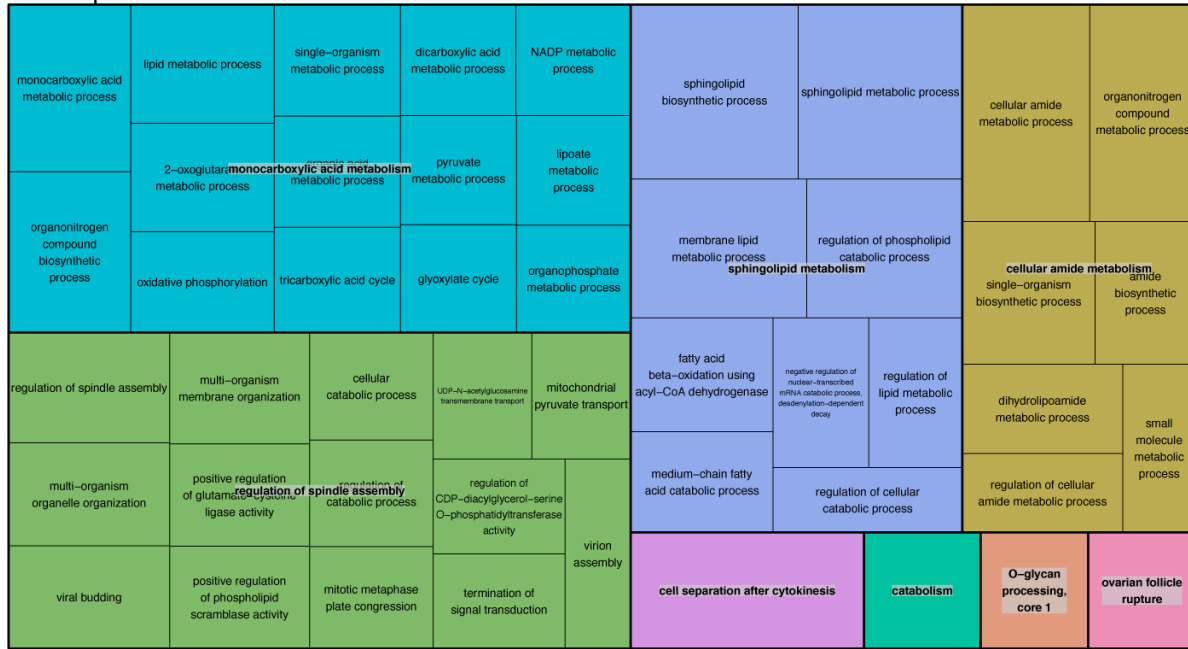 monocarboxylic acid
metabolic process
lipid metabolic process
single−organism
metabolic process
dicarboxylic acid
metabolic process
NADP metabolic
process
2−oxoglutara
metabolic process
monocarboxylic acid metabolism
organic acid
metabolic process
pyruvate
metabolic process
lipoate
metabolic
process
organonitrogen
compound
biosynthetic
process
oxidative phosphorylation
tricarboxylic acid cycle
glyoxylate cycle
organophosphate
metabolic process
sphingolipid
biosynthetic process
sphingolipid metabolic process
membrane lipid
metabolic process
regulation of phospholipid
catabolic process
sphingolipid metabolism
fatty acid
beta−oxidation using
acyl−CoA dehydrogenase
negative regulation of
nuclear−transcribed
mRNA catabolic process,
deadenylation−dependent
decay
regulation of
lipid metabolic
process
medium−chain fatty
acid catabolic process
regulation of cellular
catabolic process
cellular amide
metabolic process
organonitrogen
compound
metabolic process
cellular amide metabolism
single−organism
biosynthetic process
amide
biosynthetic
process
dihydrolipoamide
metabolic process
small
molecule
metabolic
process
regulation of cellular
amide metabolic process
regulation of spindle assembly
multi−organism
membrane organization
cellular
catabolic process
UDP−N−acetylglucosamine
transmembrane transport
mitochondrial
pyruvate transport
multi−organism
organelle organization
positive regulation
of glutamate−cysteine
ligase activity
regulation of spindle assembly
regulation of
catabolic process
regulation of
CDP−diacylglycerol−serine
O−phosphatidyltransferase
activity
virion
assembly
viral budding
positive regulation
of phospholipid
scramblase activity
mitotic metaphase
plate congression
termination of
signal transduction
cell separation after cytokinesis
catabolism
O−glycan
processing,
core 1
ovarian follicle
rupture